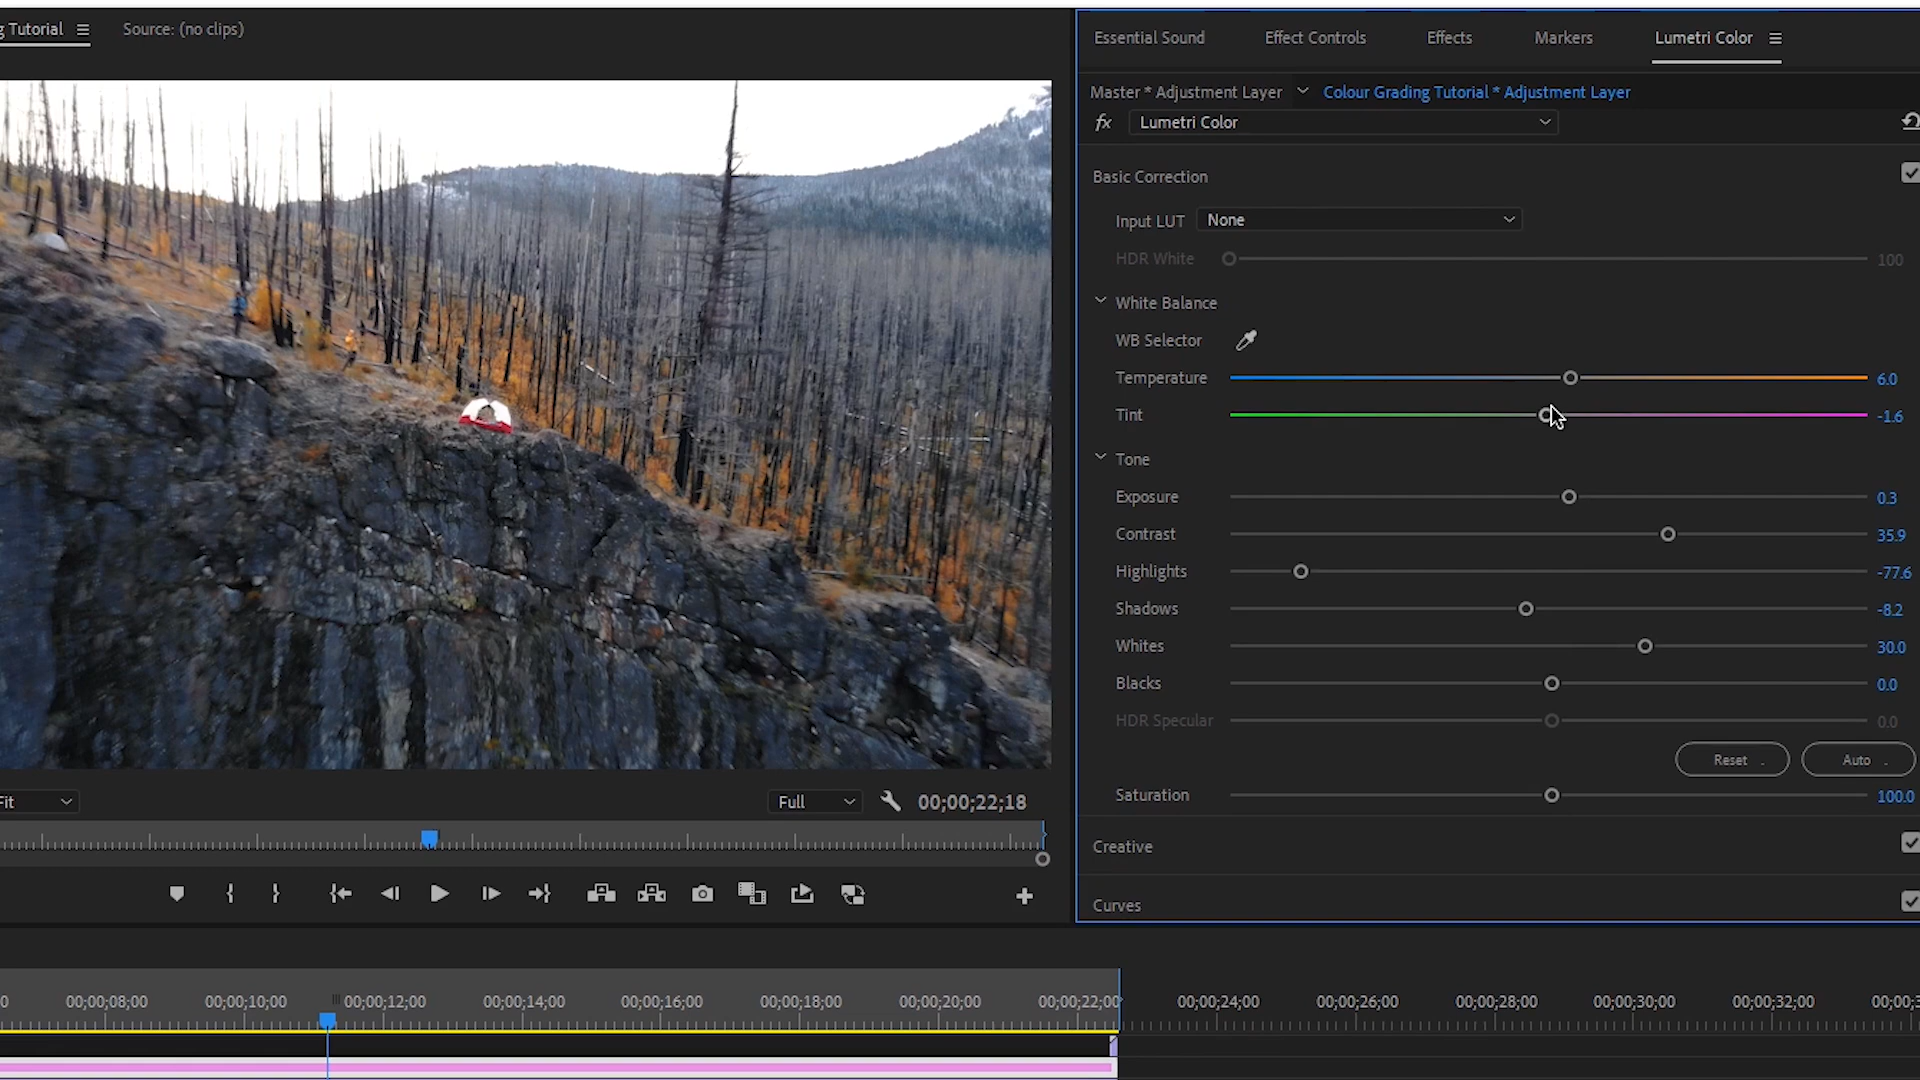 g Tutorial
Source: (no clips)
Essential Sound
Effect Controls
Effects
Markers
Lumetri Color
Master * Adjustment Layer
Colour Grading Tutorial * Adjustment Layer
fx
Lumetri Color
Basic Correction
Input LUT
None
HDR White
100
White Balance
WB Selector
Temperature
6.0
Tint
-1.6
Tone
Exposure
0.3
Contrast
35.9
Highlights
-77.6
Shadows
-8.2
Whites
30.0
Blacks
0.0
HDR Specular
0.0
Reset
Auto
Saturation
100.0
Creative
Curves
Fit
Full
00;00;22;18
0
00;00;08;00
00;00;10;00
00;00;12;00
00;00;14;00
00;00;16;00
00;00;18;00
00;00;20;00
00;00;22;00
00;00;24;00
00;00;26;00
00;00;28;00
00;00;30;00
00;00;32;00
00;00;3